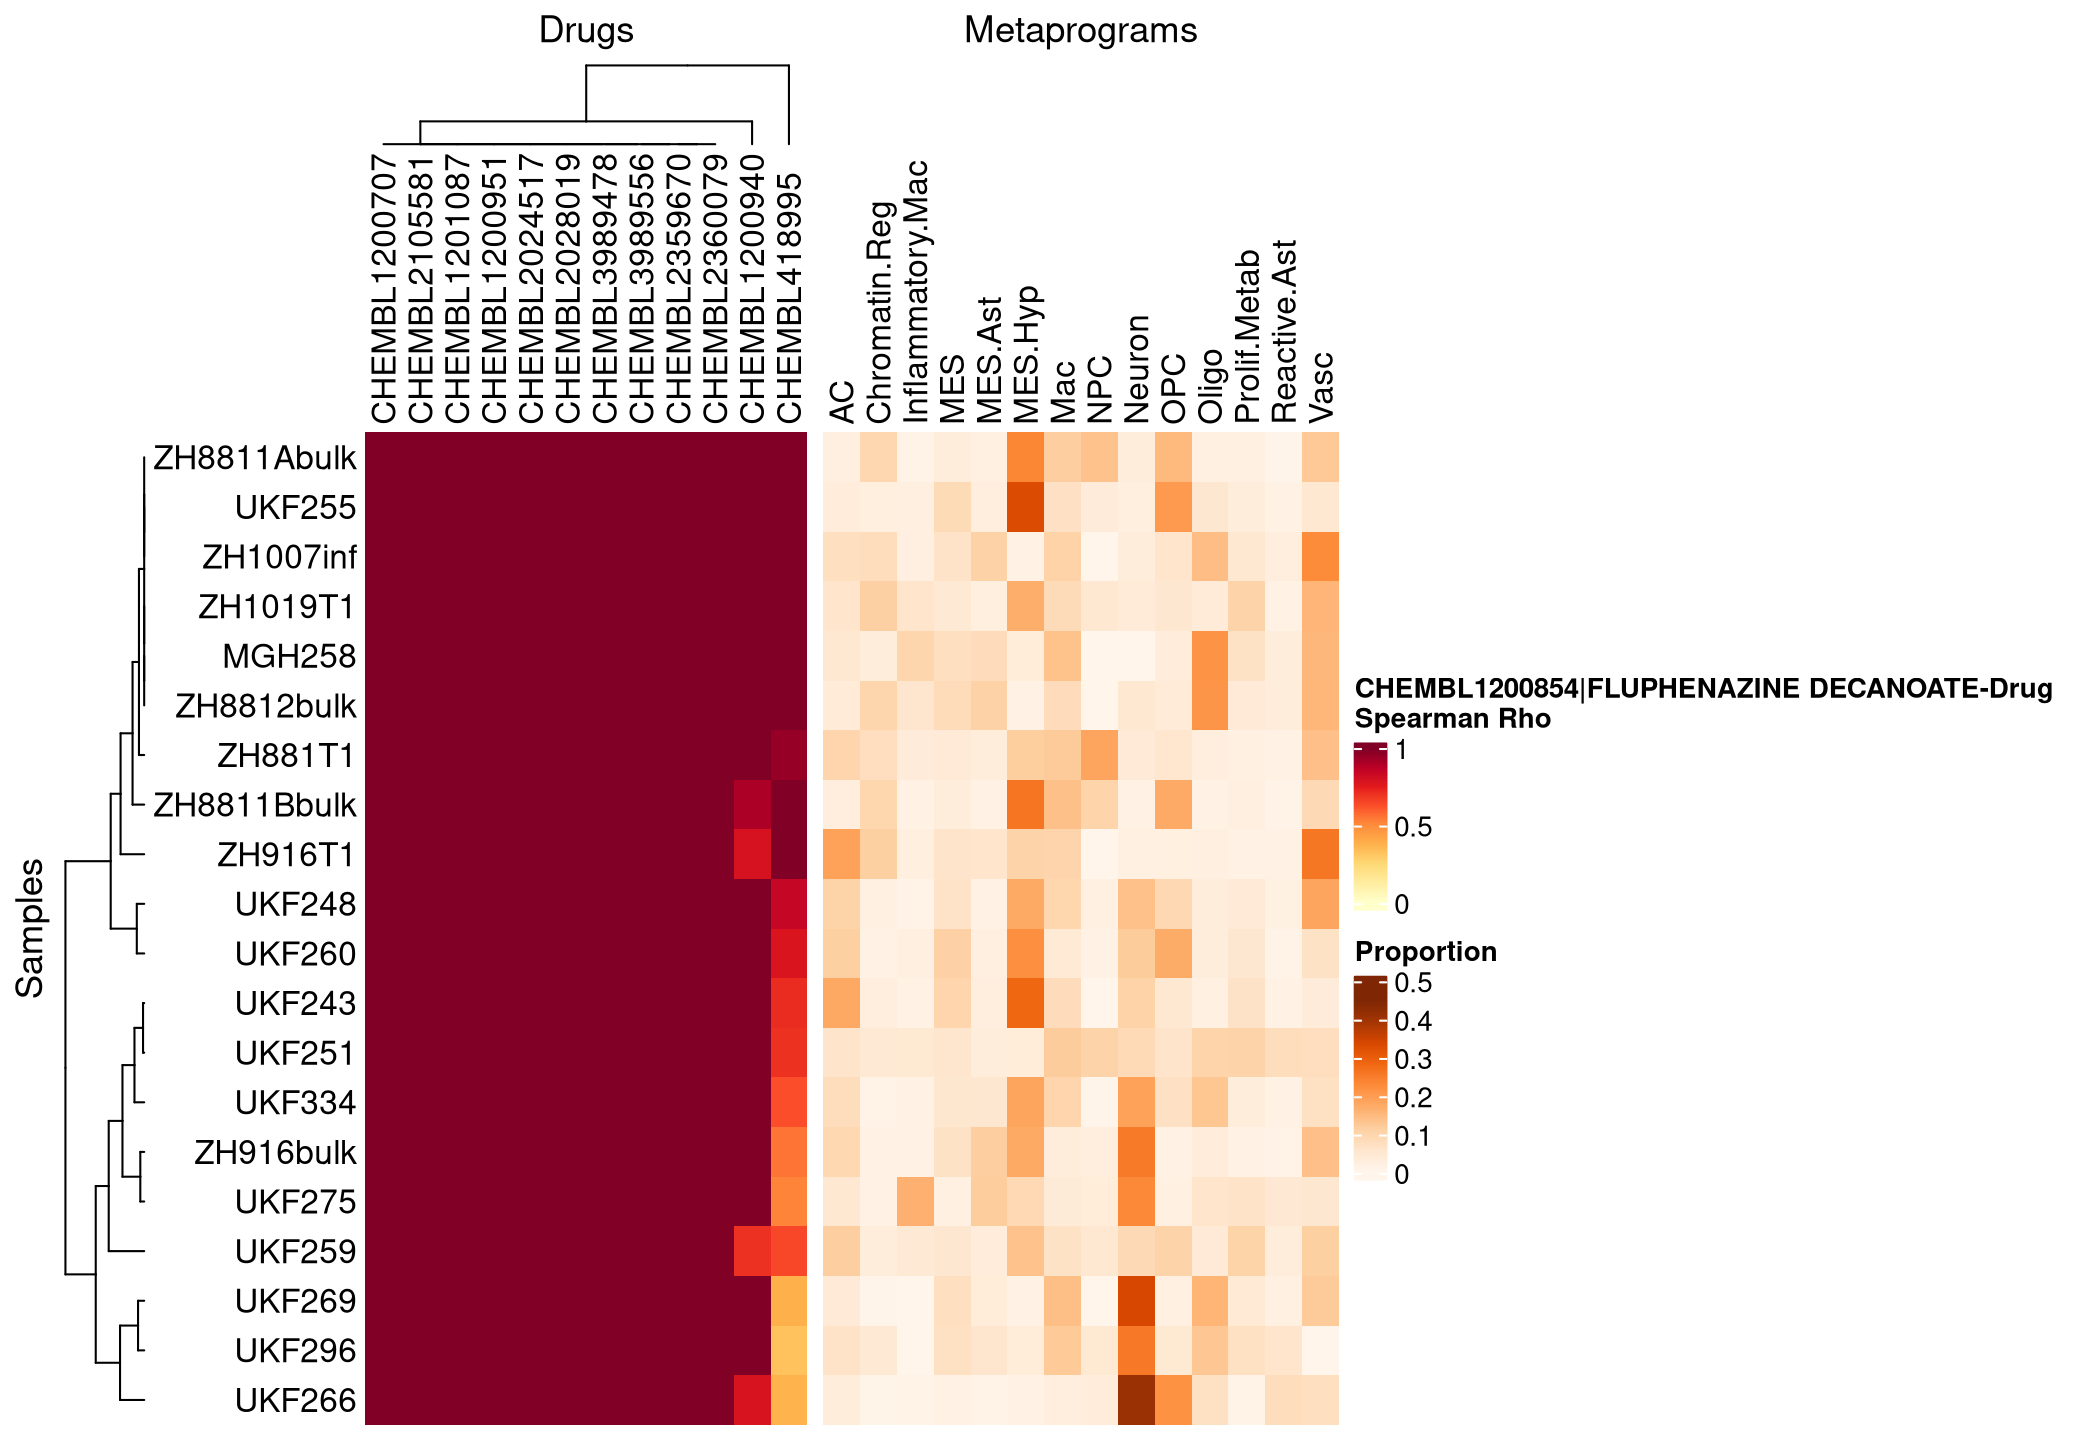 Drugs
Metaprograms
CHEMBL1200707
CHEMBL2105581
CHEMBL1201087
CHEMBL1200951
CHEMBL2024517
CHEMBL2028019
CHEMBL3989478
CHEMBL3989556
CHEMBL2359670
CHEMBL2360079
CHEMBL1200940
CHEMBL418995
AC
Chromatin.Reg
Inflammatory.Mac
MES
MES.Ast
MES.Hyp
Mac
NPC
Neuron
OPC
Oligo
Prolif.Metab
Reactive.Ast
Vasc
Samples
ZH8811Abulk
UKF255
ZH1007inf
ZH1019T1
MGH258
ZH8812bulk
ZH881T1
ZH8811Bbulk
ZH916T1
UKF248
UKF260
UKF243
UKF251
UKF334
ZH916bulk
UKF275
UKF259
UKF269
UKF296
UKF266
CHEMBL1200854|FLUPHENAZINE DECANOATE-Drug
Spearman Rho
1
0.5
0
Proportion
0.5
0.4
0.3
0.2
0.1
0